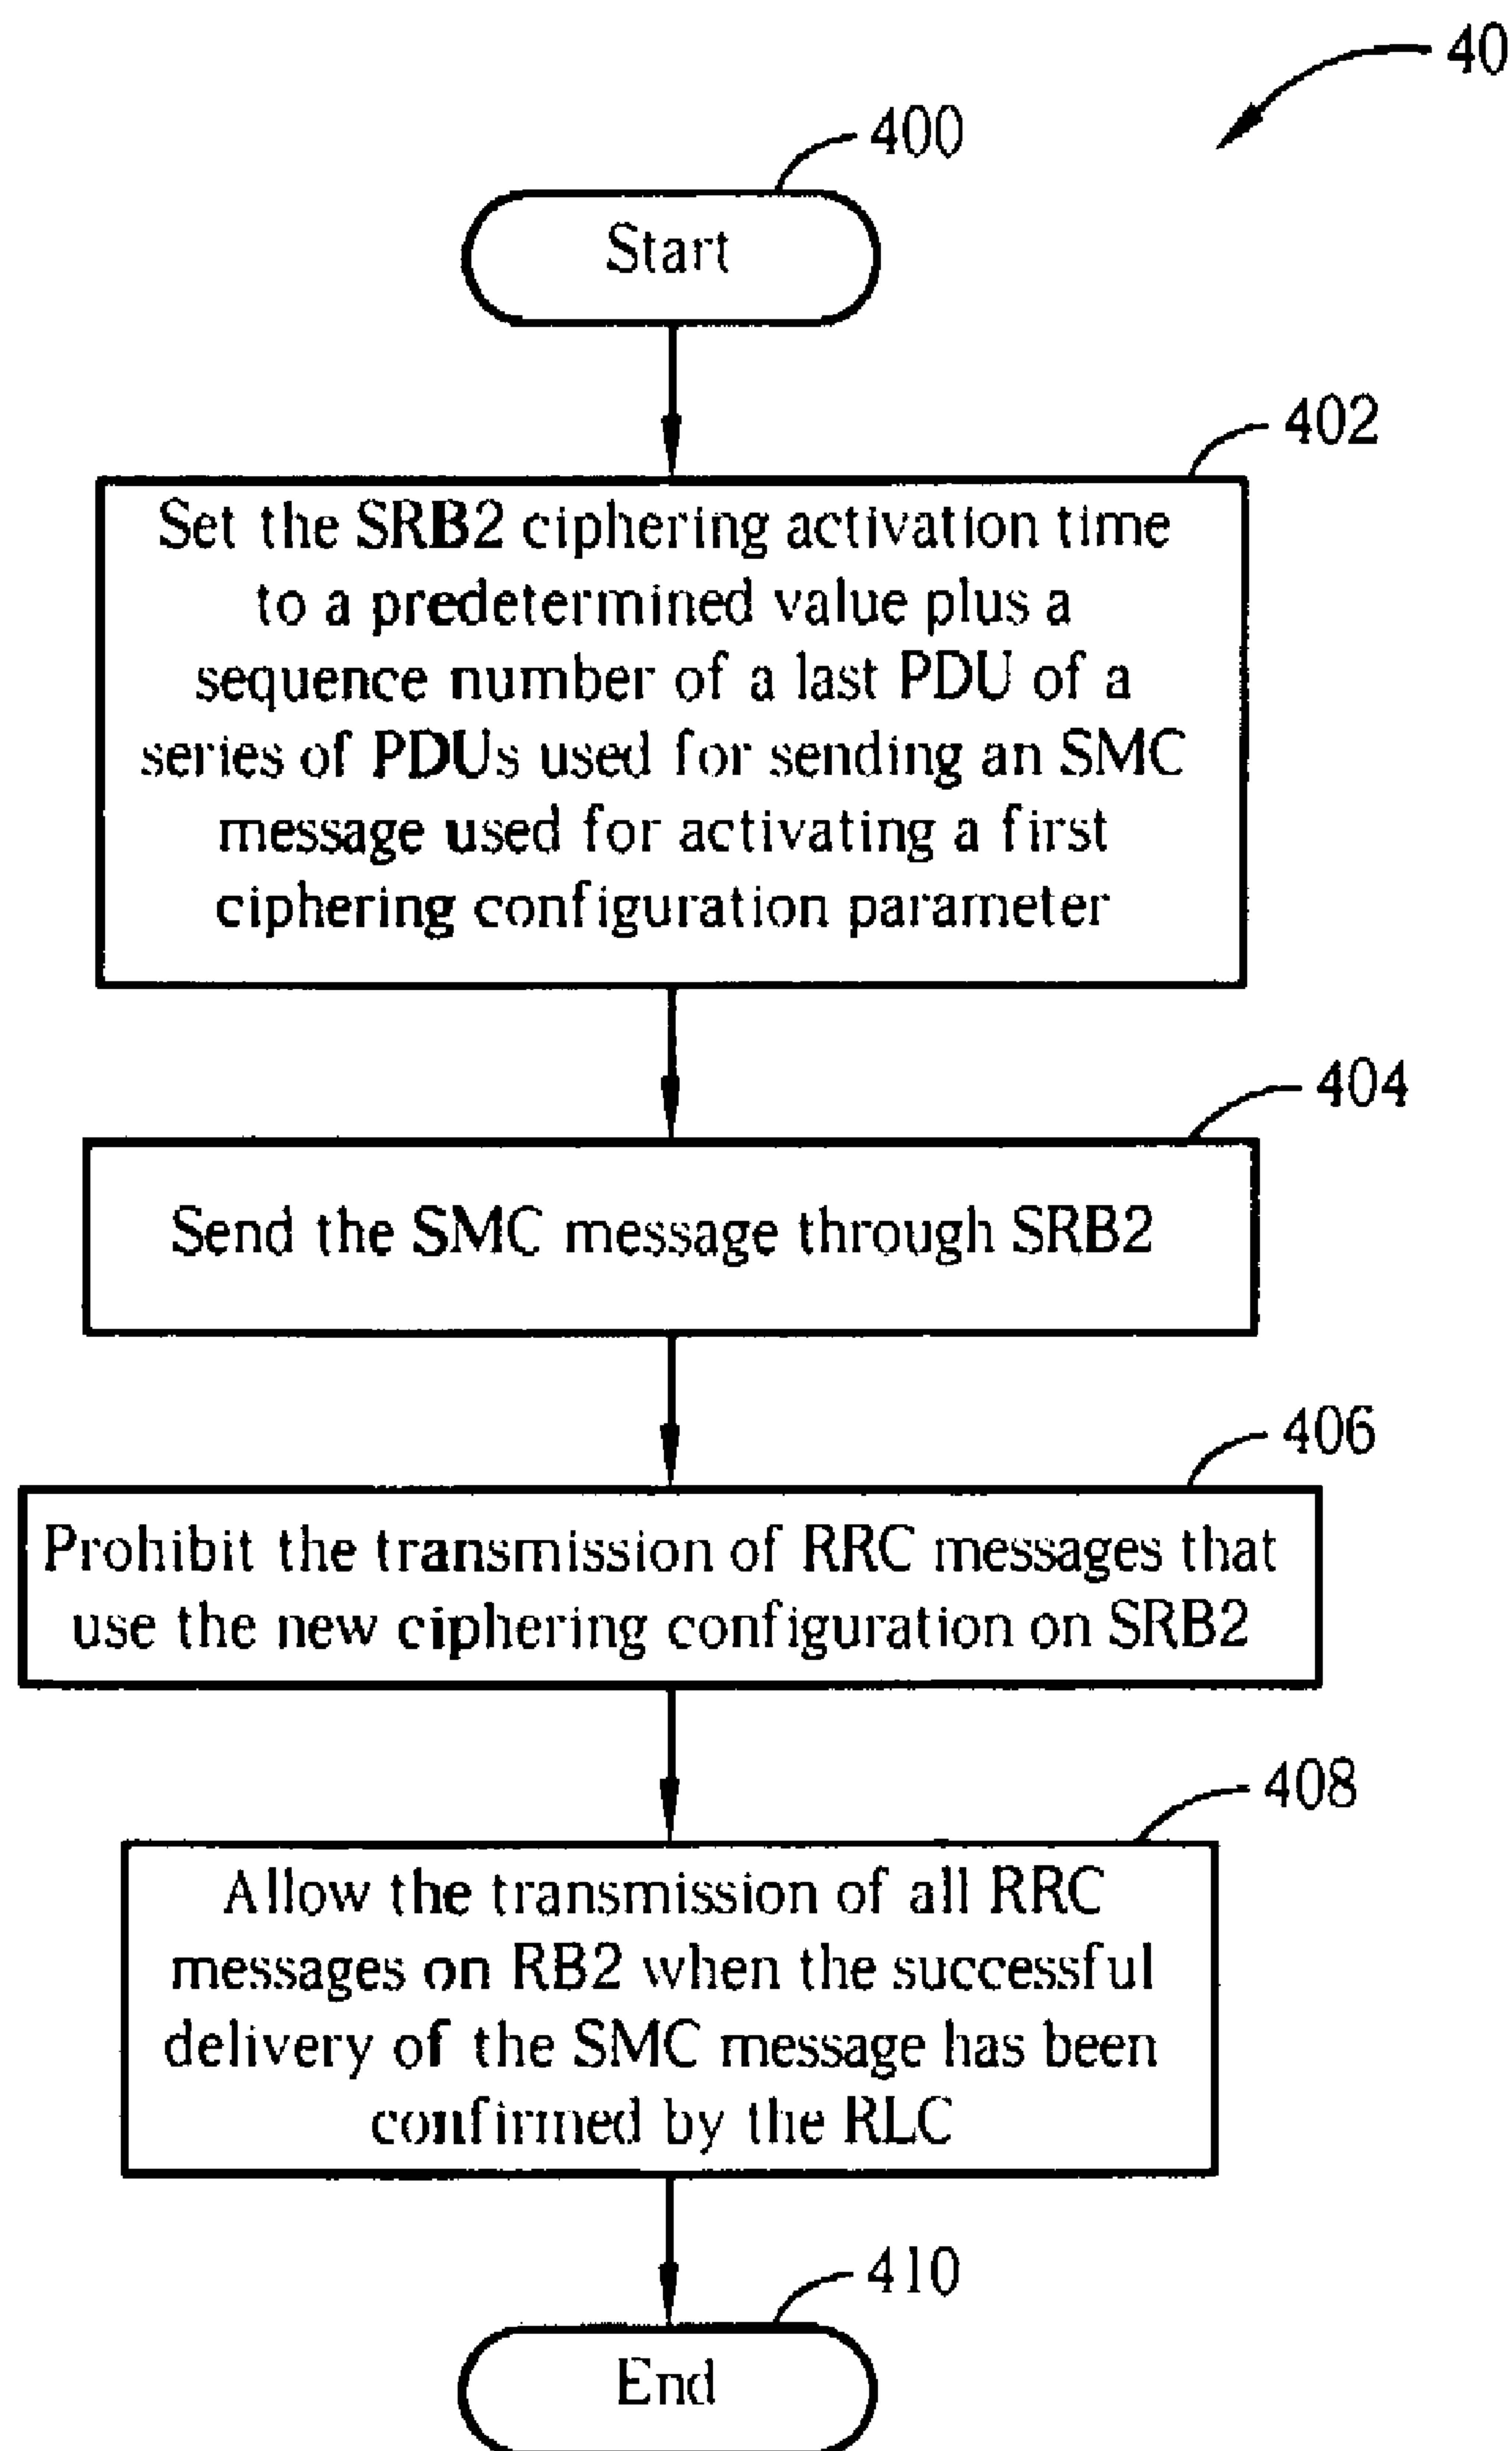 40
400
Start
402
Set the SRB2 ciphering activation time
to a predetermined value plus a
sequence number of a last PDU of a
series of PDUs used for sending an SMC
message used for activating a first
ciphering configuration parameter
404
Send the SMC message through SRB2
406
Prohibit the transmission of RRC messages that
use the new ciphering configuration on SRB2
408
Allow the transmission of all RRC
messages on RB2 when the successful
delivery of the SMC message has been
confirmed by the RLC
410
End